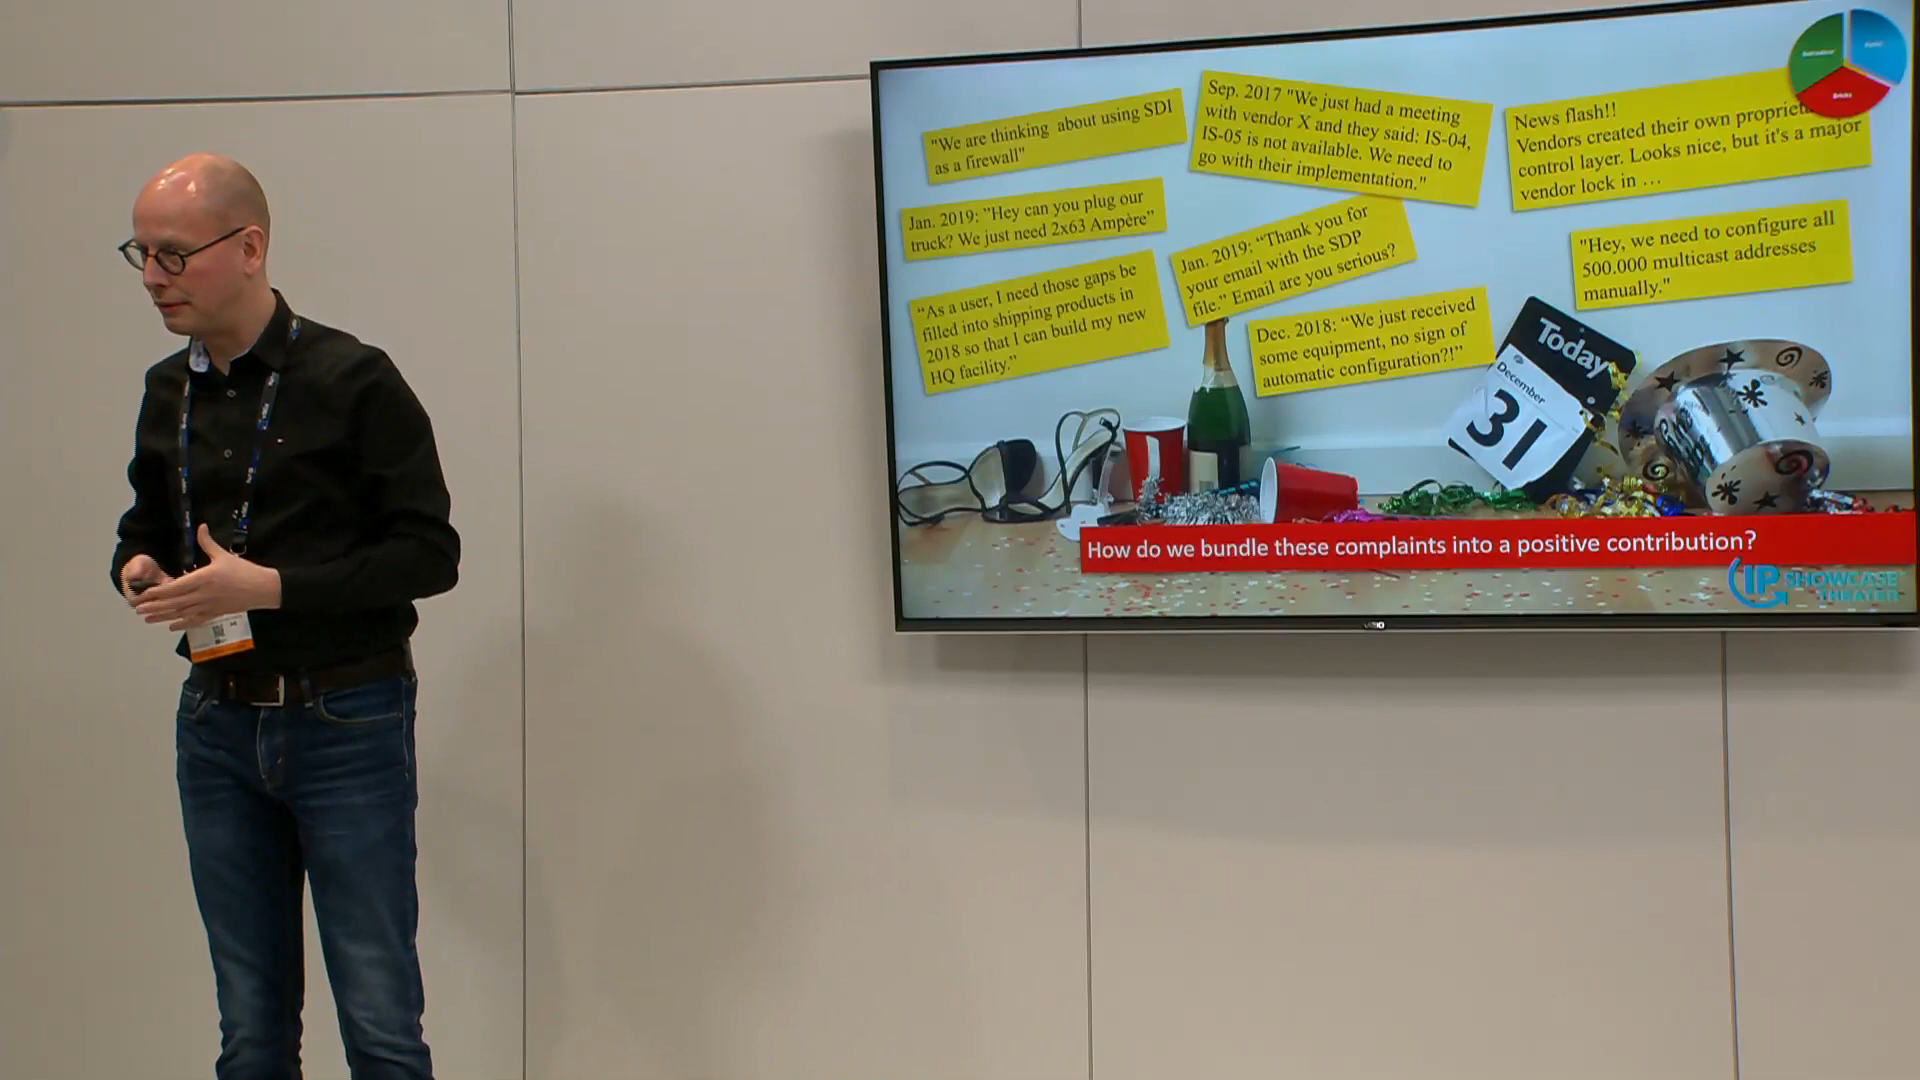 "We are thinking about using SDI
as a firewall"
Sep. 2017 "We just had a meeting
with vendor X and they said: IS-04,
IS-05 is not available. We need to
go with their implementation."
News flash!!
Vendors created their own
control layer. Looks nice, but it's a major
vendor lock in ...
Jan. 2019: "Hey can you plug our
truck? We just need 2x63 Ampère"
Jan. 2019: “Thank you for
your email with the SDP
file.” Email are you serious?
"Hey, we need to configure all
500.000 multicast addresses
manually."
“As a user, I need those gaps be
filled into shipping products in
2018 so that I can build my new
HQ facility.”
Dec. 2018: “We just received
some equipment, no sign of
automatic configuration?!”
Today
December
31
How do we bundle these complaints into a positive contribution?
IP SHOWCASE
THEATER
VIZIO